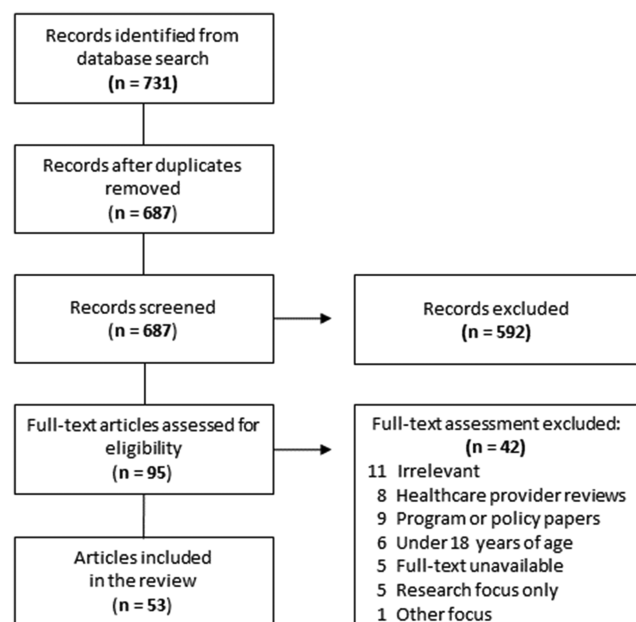 Records identified from
database search
(n = 731)
Records after duplicates
removed
(n = 687)
Records screened
(n = 687)
Records excluded
(n = 592)
Full-text articles assessed for
eligibility
(n = 95)
Full-text assessment excluded:
(n = 42)
11 Irrelevant
8 Healthcare provider reviews
9 Program or policy papers
6 Under 18 years of age
5 Full-text unavailable
5 Research focus only
1 Other focus
Articles included
in the review
(n = 53)